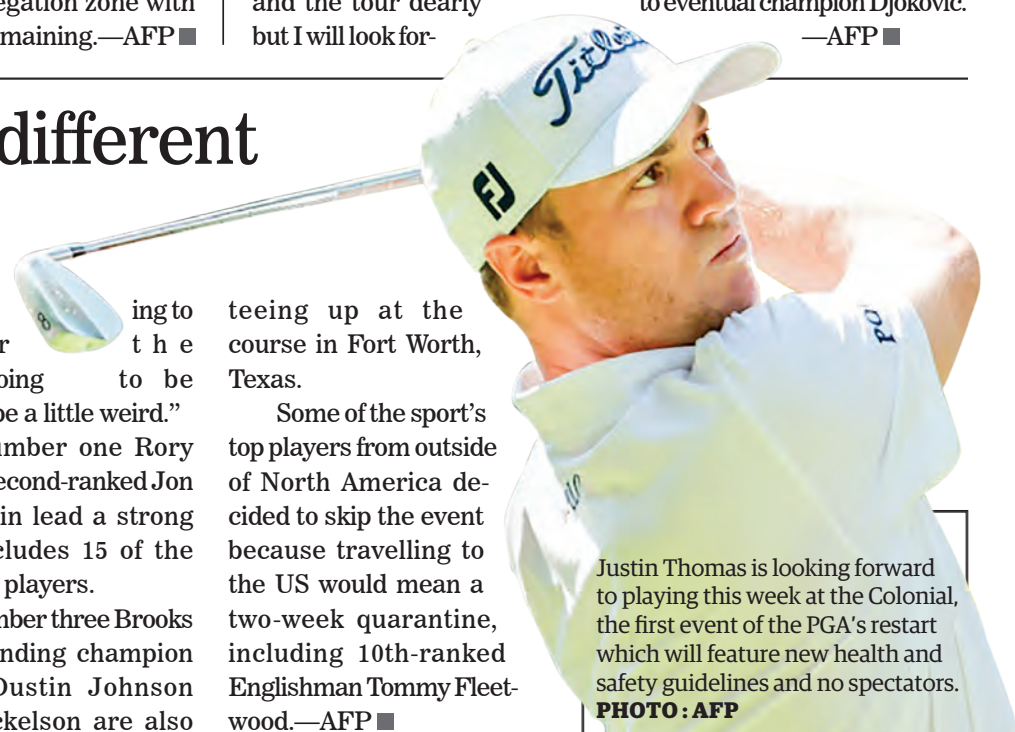 egation zone with
maining.—AFP ■
and the tour dearly
but I will look for-
to eventual champion Djokovic.
—AFP ■
different
Titleist
FJ
8
ing to
r the
oing to be
be a little weird.”
umber one Rory
econd-ranked Jon
in lead a strong
cludes 15 of the
players.
mber three Brooks
nding champion
Dustin Johnson
ckelson are also
teeing up at the
course in Fort Worth,
Texas.
Some of the sport’s
top players from outside
of North America de-
cided to skip the event
because travelling to
the US would mean a
two-week quarantine,
including 10th-ranked
Englishman Tommy Fleet-
wood.—AFP ■
Justin Thomas is looking forward
to playing this week at the Colonial,
the first event of the PGA’s restart
which will feature new health and
safety guidelines and no spectators.
PHOTO : AFP